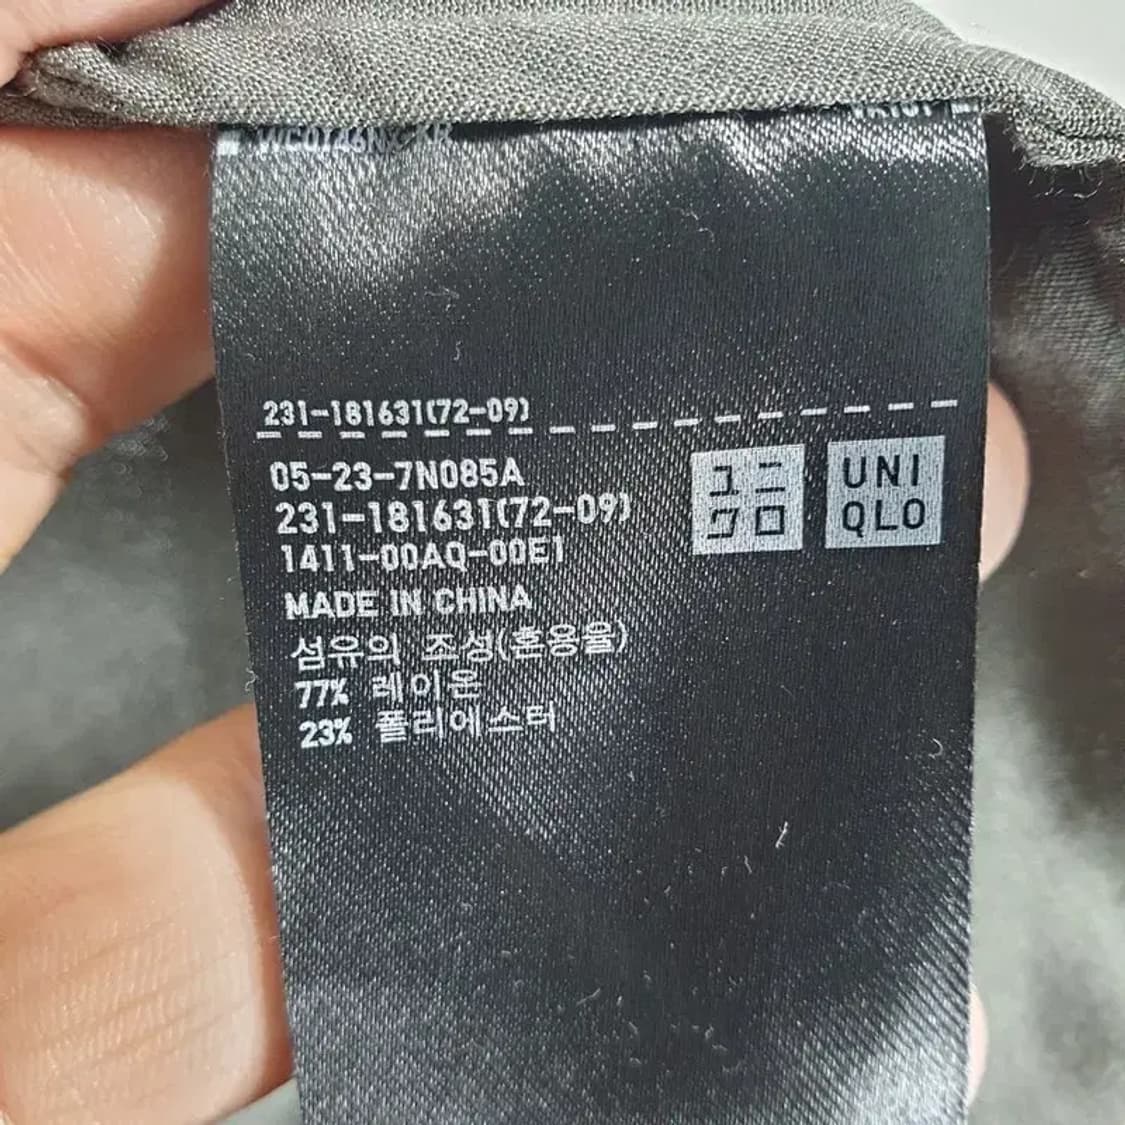 231-181631(72-09)
05-23-7N085A
231-181631(72-09)
1411-00AQ-00E1
MADE IN CHINA
섬유의 조성(혼용율)
77% 레이온
23% 폴리에스터
ユニ
クロ
UNI
QLO